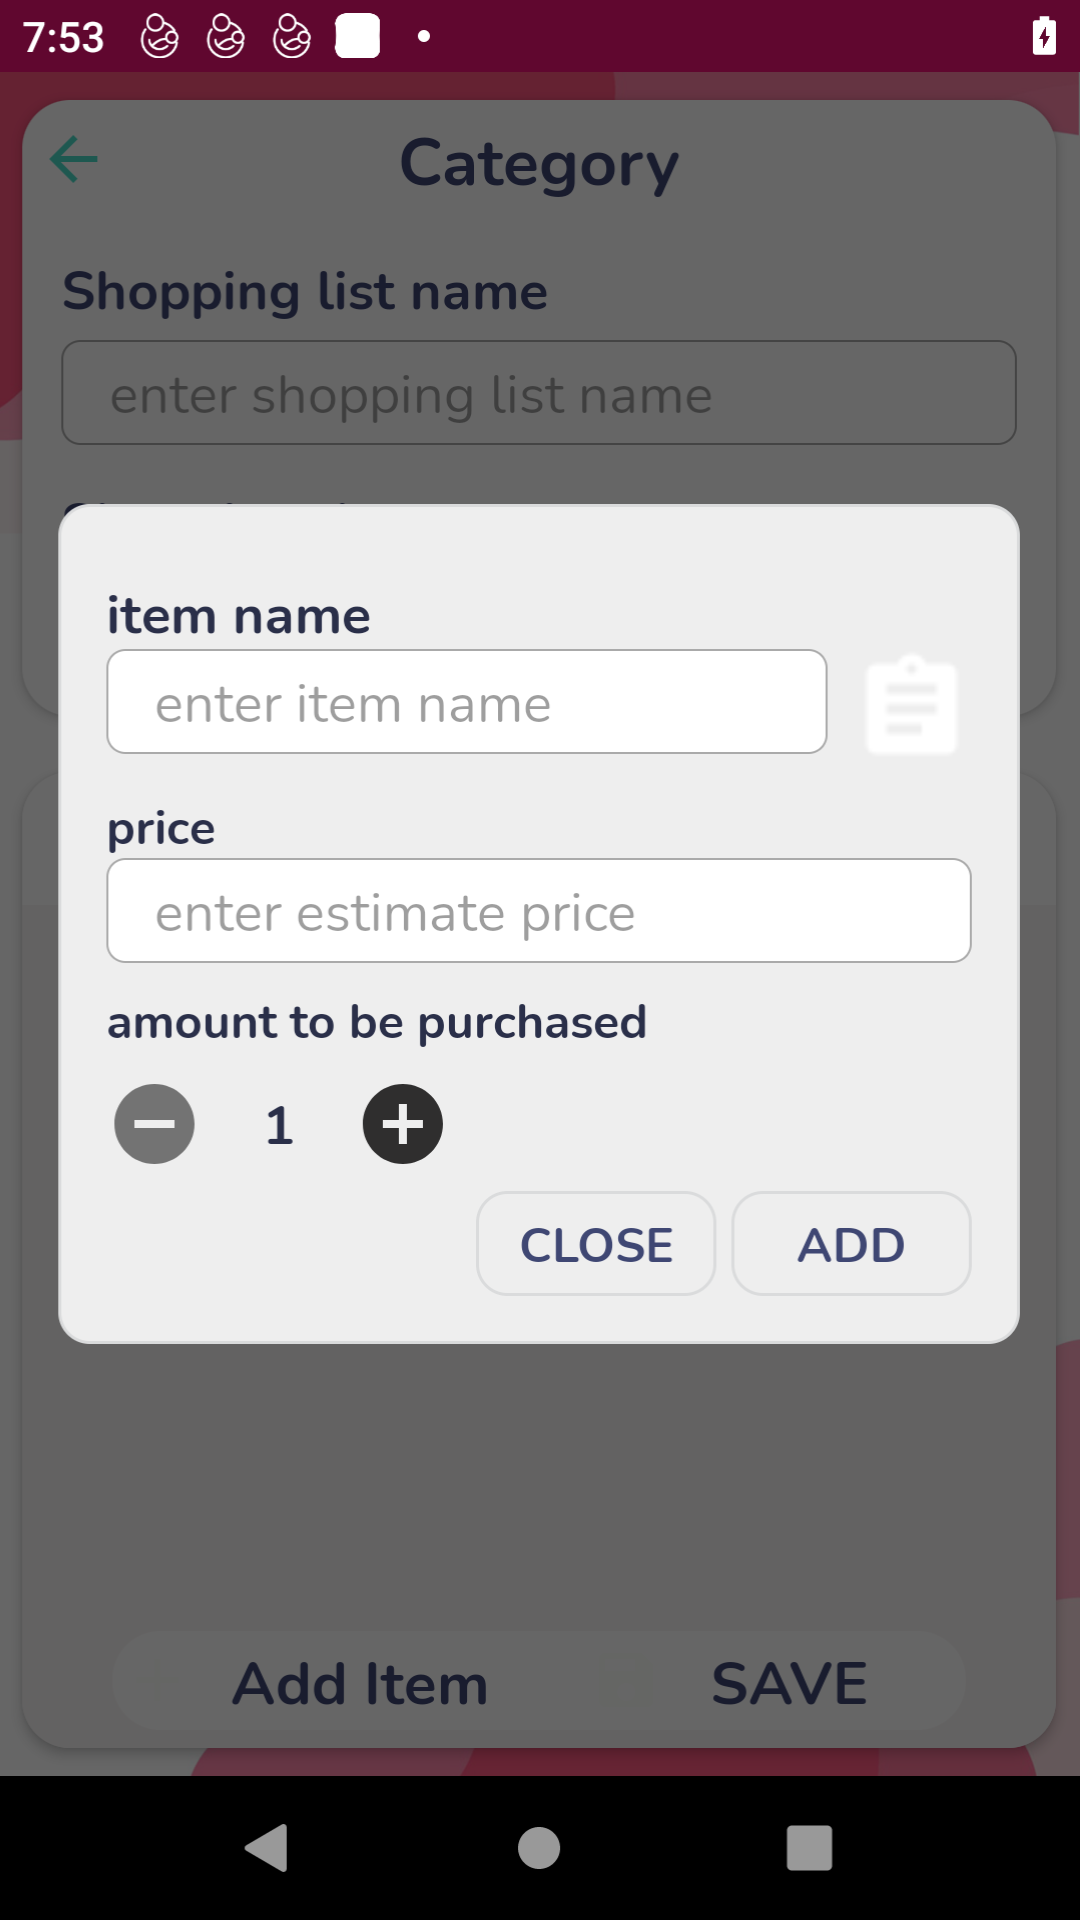 7:53
Category
Shopping list name
enter shopping list name
item name
enter item name
price
enter estimate price
amount to be purchased
1
CLOSE ADD
Add Item SAVE